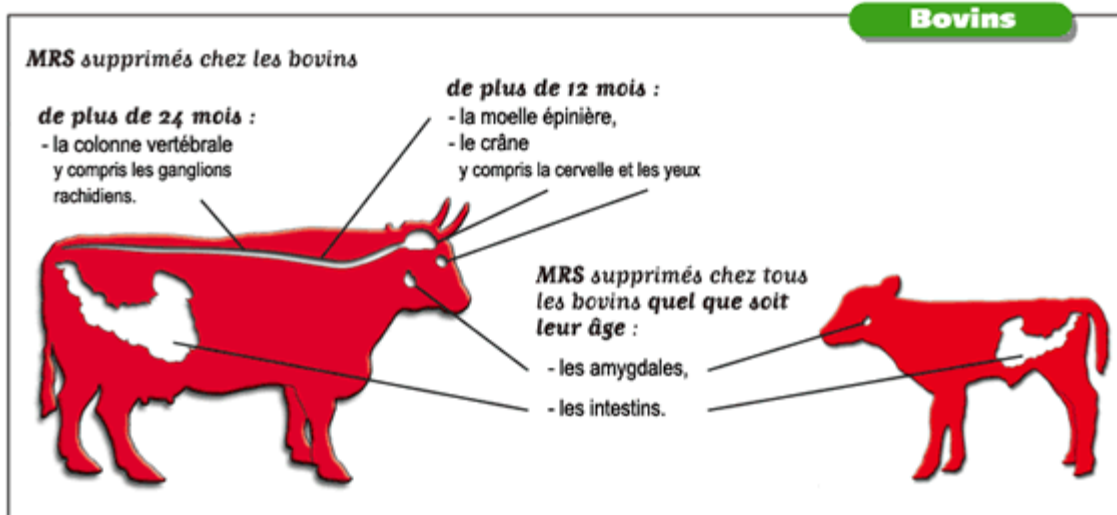 Bovins
MRS supprimés chez les bovins
de plus de 24 mois :
- la colonne vertébrale
y compris les ganglions
rachidiens.
de plus de 12 mois :
- la moelle épinière,
- le crâne
y compris la cervelle et les yeux
MRS supprimés chez tous
les bovins quel que soit
leur âge :
- les amygdales,
- les intestins.